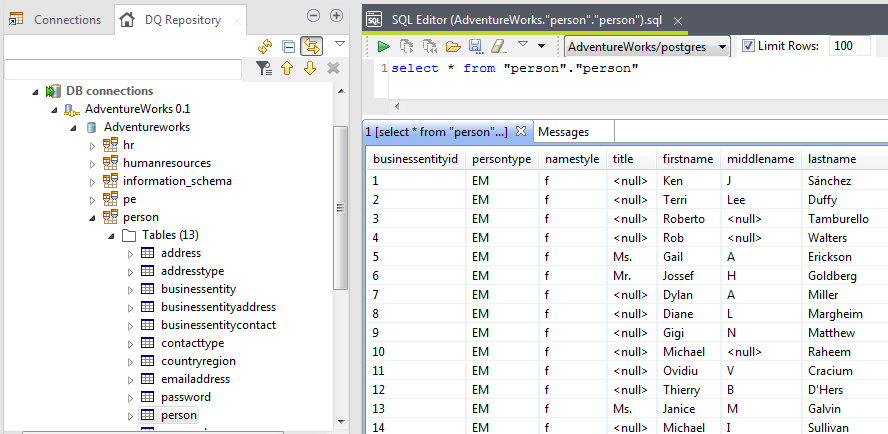 Connections
DQ Repository
DB connections
AdventureWorks 0.1
Adventureworks
hr
humanresources
information_schema
pe
person
Tables (13)
address
addresstype
businessentity
businessentityaddress
businessentitycontact
contacttype
countryregion
emailaddress
password
person
SQL Editor (AdventureWorks."person"."person").sql
AdventureWorks/postgres Limit Rows: 100
1 select * from "person"."person"
1 [select * from "person"...] Messages
businessentityid persontype namestyle title firstname middlename lastname
1 EM f <null> Ken J Sánchez
2 EM f <null> Terri Lee Duffy
3 EM f <null> Roberto <null> Tamburello
4 EM f <null> Rob <null> Walters
5 EM f Ms. Gail A Erickson
6 EM f Mr. Jossef H Goldberg
7 EM f <null> Dylan A Miller
8 EM f <null> Diane L Margheim
9 EM f <null> Gigi N Matthew
10 EM f <null> Michael <null> Raheem
11 EM f <null> Ovidiu V Cracium
12 EM f <null> Thierry B D'Hers
13 EM f Ms. Janice M Galvin
14 EM f <null> Michael I Sullivan